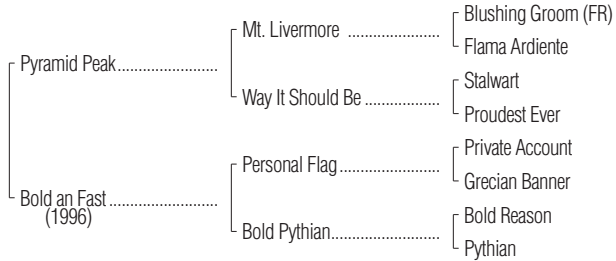 Blushing Groom (FR)
Mt. Livermore ....................
Flama Ardiente
Pyramid Peak......................
Stalwart
Way It Should Be ................
Proudest Ever
Private Account
Personal Flag.....................
Grecian Banner
Bold an Fast.......................
(1996)
Bold Reason
Bold Pythian.......................
Pythian